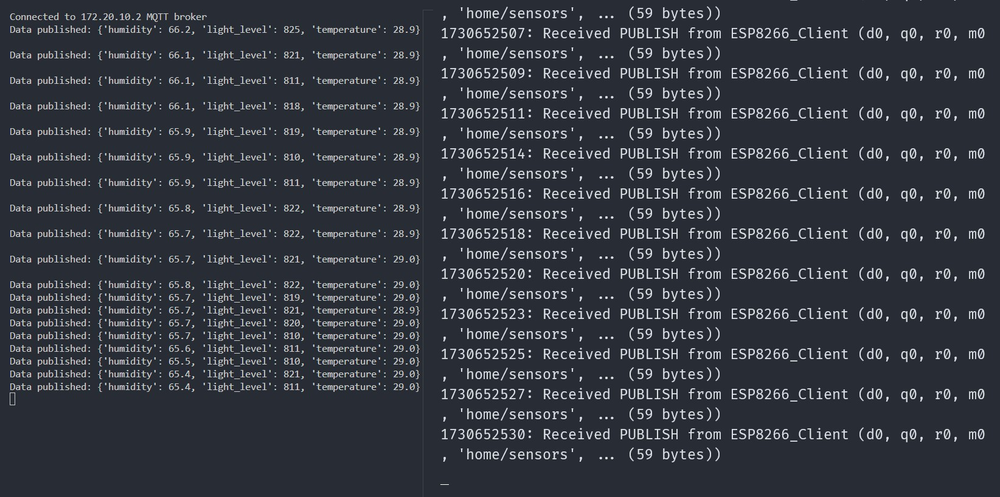 Connected to 172.20.10.2 MQTT broker
Data published: {'humidity': 66.2, 'light_level': 825, 'temperature': 28.9}
Data published: {'humidity': 66.1, 'light_level': 821, 'temperature': 28.9}
Data published: {'humidity': 66.1, 'light_level': 811, 'temperature': 28.9}
Data published: {'humidity': 66.1, 'light_level': 818, 'temperature': 28.9}
Data published: {'humidity': 65.9, 'light_level': 819, 'temperature': 28.9}
Data published: {'humidity': 65.9, 'light_level': 810, 'temperature': 28.9}
Data published: {'humidity': 65.9, 'light_level': 811, 'temperature': 28.9}
Data published: {'humidity': 65.8, 'light_level': 822, 'temperature': 28.9}
Data published: {'humidity': 65.7, 'light_level': 822, 'temperature': 28.9}
Data published: {'humidity': 65.7, 'light_level': 821, 'temperature': 29.0}
Data published: {'humidity': 65.8, 'light_level': 822, 'temperature': 29.0}
Data published: {'humidity': 65.7, 'light_level': 819, 'temperature': 29.0}
Data published: {'humidity': 65.7, 'light_level': 821, 'temperature': 28.9}
Data published: {'humidity': 65.7, 'light_level': 820, 'temperature': 29.0}
Data published: {'humidity': 65.7, 'light_level': 810, 'temperature': 29.0}
Data published: {'humidity': 65.6, 'light_level': 811, 'temperature': 29.0}
Data published: {'humidity': 65.5, 'light_level': 810, 'temperature': 29.0}
Data published: {'humidity': 65.4, 'light_level': 821, 'temperature': 29.0}
Data published: {'humidity': 65.4, 'light_level': 811, 'temperature': 29.0}
, 'home/sensors', ... (59 bytes))
1730652507: Received PUBLISH from ESP8266_Client (d0, q0, r0, m0
, 'home/sensors', ... (59 bytes))
1730652509: Received PUBLISH from ESP8266_Client (d0, q0, r0, m0
, 'home/sensors', ... (59 bytes))
1730652511: Received PUBLISH from ESP8266_Client (d0, q0, r0, m0
, 'home/sensors', ... (59 bytes))
1730652514: Received PUBLISH from ESP8266_Client (d0, q0, r0, m0
, 'home/sensors', ... (59 bytes))
1730652516: Received PUBLISH from ESP8266_Client (d0, q0, r0, m0
, 'home/sensors', ... (59 bytes))
1730652518: Received PUBLISH from ESP8266_Client (d0, q0, r0, m0
, 'home/sensors', ... (59 bytes))
1730652520: Received PUBLISH from ESP8266_Client (d0, q0, r0, m0
, 'home/sensors', ... (59 bytes))
1730652523: Received PUBLISH from ESP8266_Client (d0, q0, r0, m0
, 'home/sensors', ... (59 bytes))
1730652525: Received PUBLISH from ESP8266_Client (d0, q0, r0, m0
, 'home/sensors', ... (59 bytes))
1730652527: Received PUBLISH from ESP8266_Client (d0, q0, r0, m0
, 'home/sensors', ... (59 bytes))
1730652530: Received PUBLISH from ESP8266_Client (d0, q0, r0, m0
, 'home/sensors', ... (59 bytes))